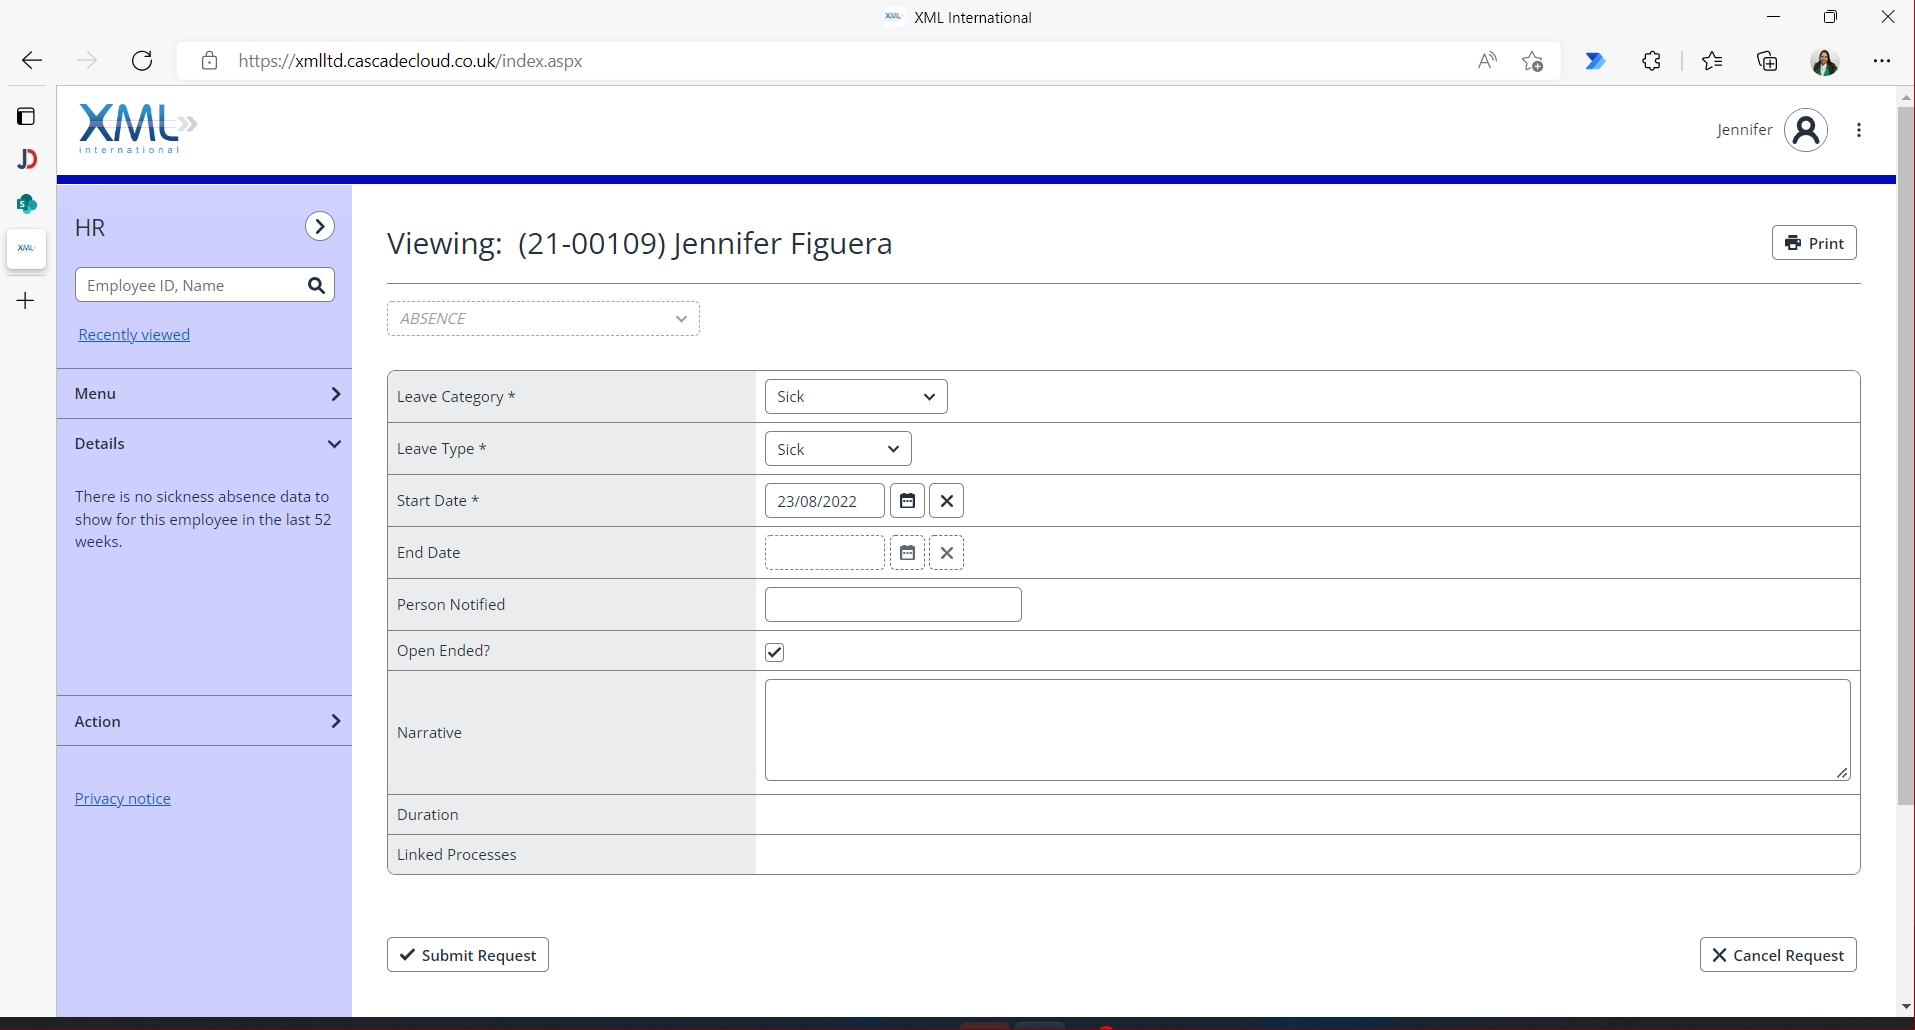 XML International
https://xmlltd.cascadecloud.co.uk/index.aspx
XML
international
Jennifer
HR
Employee ID, Name
Recently viewed
Menu
Details
There is no sickness absence data to
show for this employee in the last 52
weeks.
Action
Privacy notice
Viewing: (21-00109) Jennifer Figuera
Print
ABSENCE
Leave Category * Sick
Leave Type * Sick
Start Date * 23/08/2022
End Date
Person Notified
Open Ended?
Narrative
Duration
Linked Processes
Submit Request
Cancel Request